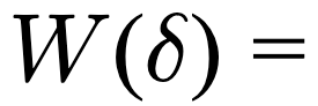 W(δ) =